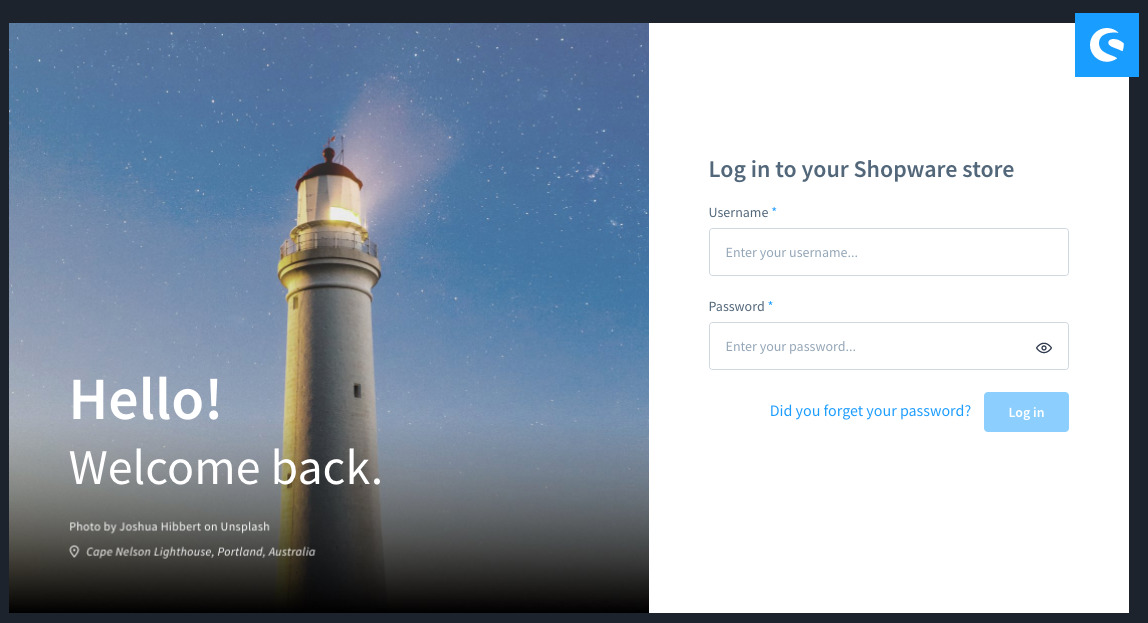 Hello!
Welcome back.
Photo by Joshua Hibbert on Unsplash
Cape Nelson Lighthouse, Portland, Australia
Log in to your Shopware store
Username *
Enter your username...
Password *
Enter your password...
Did you forget your password?
Log in